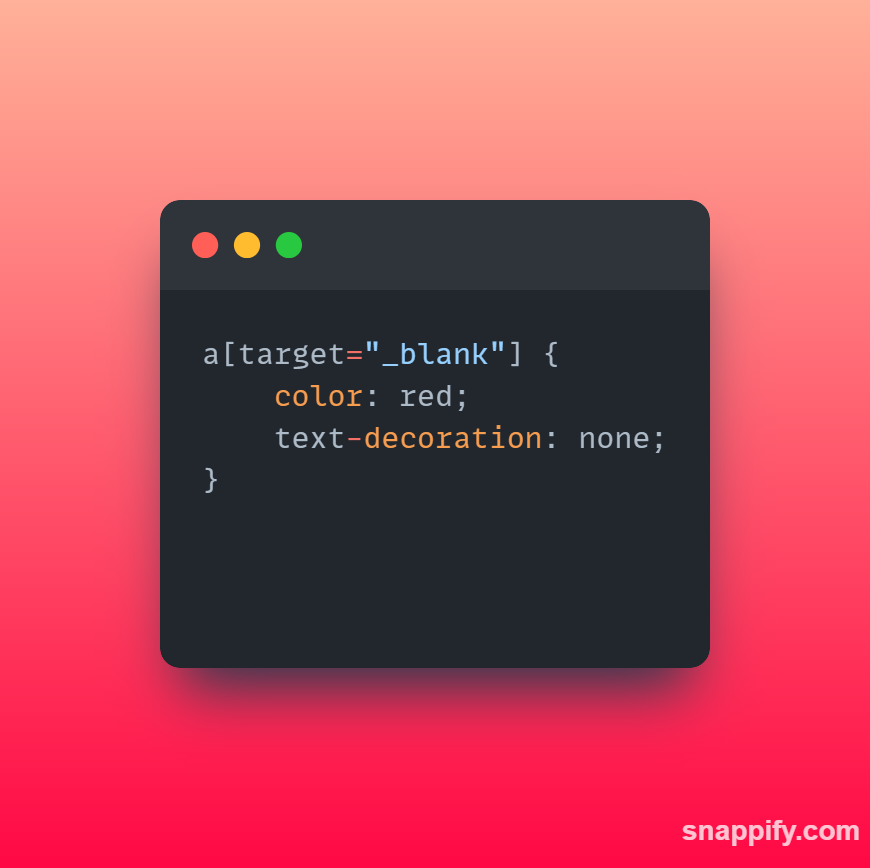 a[target="_blank"] {
    color: red;
    text-decoration: none;
}
snappify.com